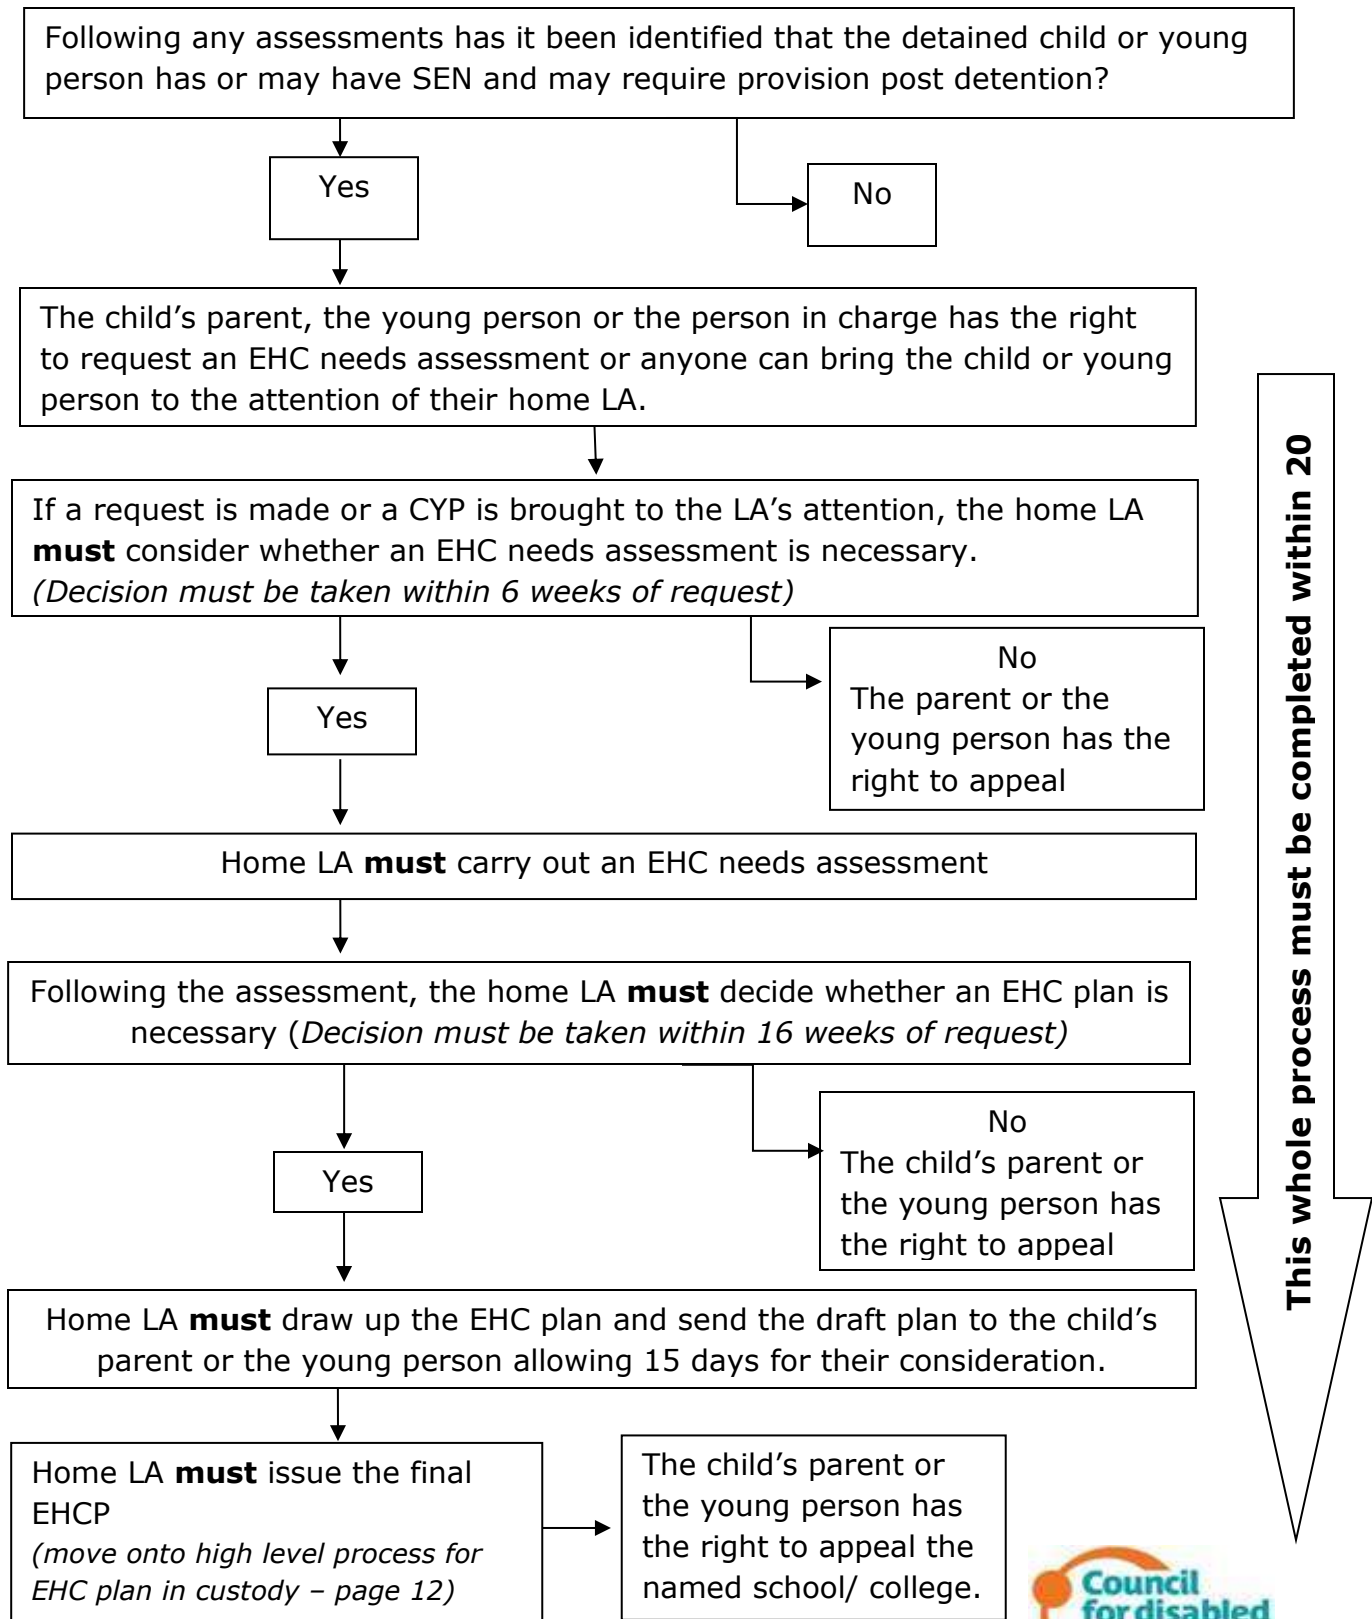 Following any assessments has it been identified that the detained child or young
person has or may have SEN and may require provision post detention?
Yes
No
The child's parent, the young person or the person in charge has the right
to request an EHC needs assessment or anyone can bring the child or young
person to the attention of their home LA.
If a request is made or a CYP is brought to the LA's attention, the home LA
must consider whether an EHC needs assessment is necessary.
(Decision must be taken within 6 weeks of request)
No
The parent or the
young person has the
right to appeal
Yes
Home LA must carry out an EHC needs assessment
Following the assessment, the home LA must decide whether an EHC plan is
necessary (Decision must be taken within 16 weeks of request)
No
The child's parent or
the young person has
the right to appeal
Yes
Home LA must draw up the EHC plan and send the draft plan to the child's
parent or the young person allowing 15 days for their consideration.
Home LA must issue the final
EHCP
(move onto high level process for
EHC plan in custody – page 12)
The child's parent or
the young person has
the right to appeal the
named school/ college.
This whole process must be completed within 20
Council
for disabled